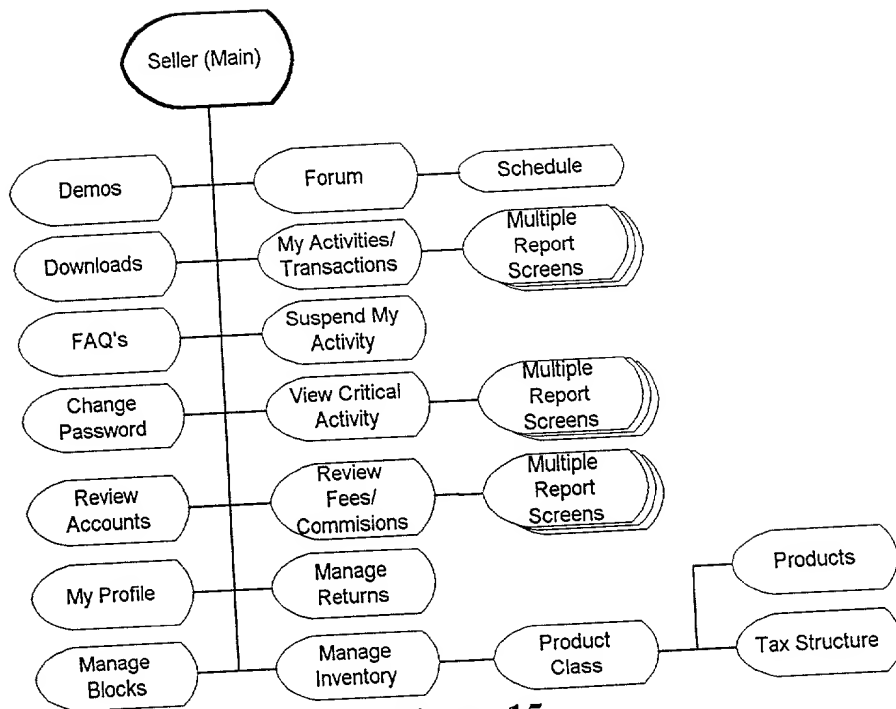 Seller (Main)
Demos
Forum
Schedule
Downloads
My Activities/
Transactions
Multiple
Report
Screens
FAQ's
Suspend My
Activity
Change
Password
View Critical
Activity
Multiple
Report
Screens
Review
Accounts
Review
Fees/
Commisions
Multiple
Report
Screens
My Profile
Manage
Returns
Products
Manage
Blocks
Manage
Inventory
Product
Class
Tax Structure
15